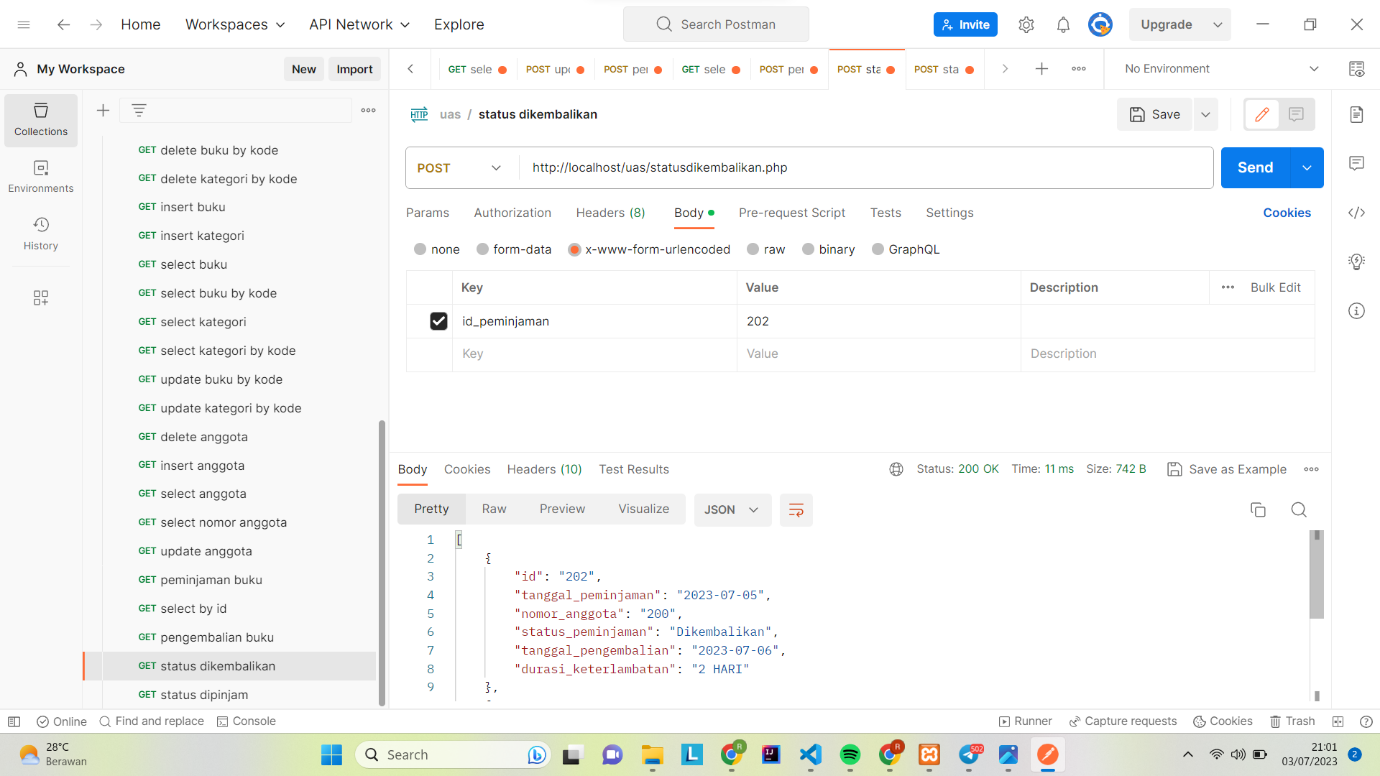 Home Workspaces API Network Explore Search Postman Invite Upgrade
My Workspace New Import GET sele POST upc POST per GET sele POST per POST sta POST sta No Environment
Collections
Environments
History
GET delete buku by kode
GET delete kategori by kode
GET insert buku
GET insert kategori
GET select buku
GET select buku by kode
GET select kategori
GET select kategori by kode
GET update buku by kode
GET update kategori by kode
GET delete anggota
GET insert anggota
GET select anggota
GET select nomor anggota
GET update anggota
GET peminjaman buku
GET select by id
GET pengembalian buku
GET status dikembalikan
GET status dipinjam
HTTP uas / status dikembalikan Save
POST http://localhost/uas/statusdikembalikan.php Send
Params Authorization Headers (8) Body Pre-request Script Tests Settings Cookies
none form-data x-www-form-urlencoded raw binary GraphQL
Key Value Description Bulk Edit
id_peminjaman 202
Key Value Description
Body Cookies Headers (10) Test Results Status: 200 OK Time: 11 ms Size: 742 B Save as Example
Pretty Raw Preview Visualize JSON
1 [
2 {
3 "id": "202",
4 "tanggal_peminjaman": "2023-07-05",
5 "nomor_anggota": "200",
6 "status_peminjaman": "Dikembalikan",
7 "tanggal_pengembalian": "2023-07-06",
8 "durasi_keterlambatan": "2 HARI"
9 },
Online Find and replace Console Runner Capture requests Cookies Trash
28°C
Berawan
Search
502
21:01
03/07/2023
2